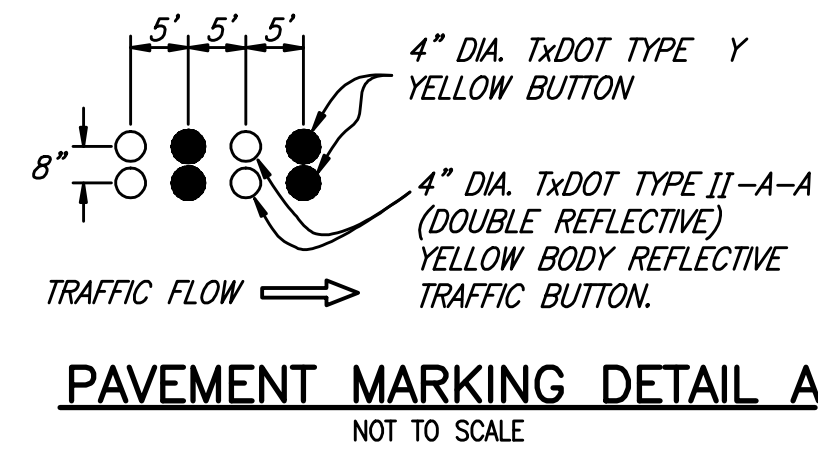 5' 5' 5'
4" DIA. TxDOT TYPE Y
YELLOW BUTTON
8"
4" DIA. TxDOT TYPE II-A-A
(DOUBLE REFLECTIVE)
YELLOW BODY REFLECTIVE
TRAFFIC BUTTON.
TRAFFIC FLOW
PAVEMENT MARKING DETAIL A
NOT TO SCALE